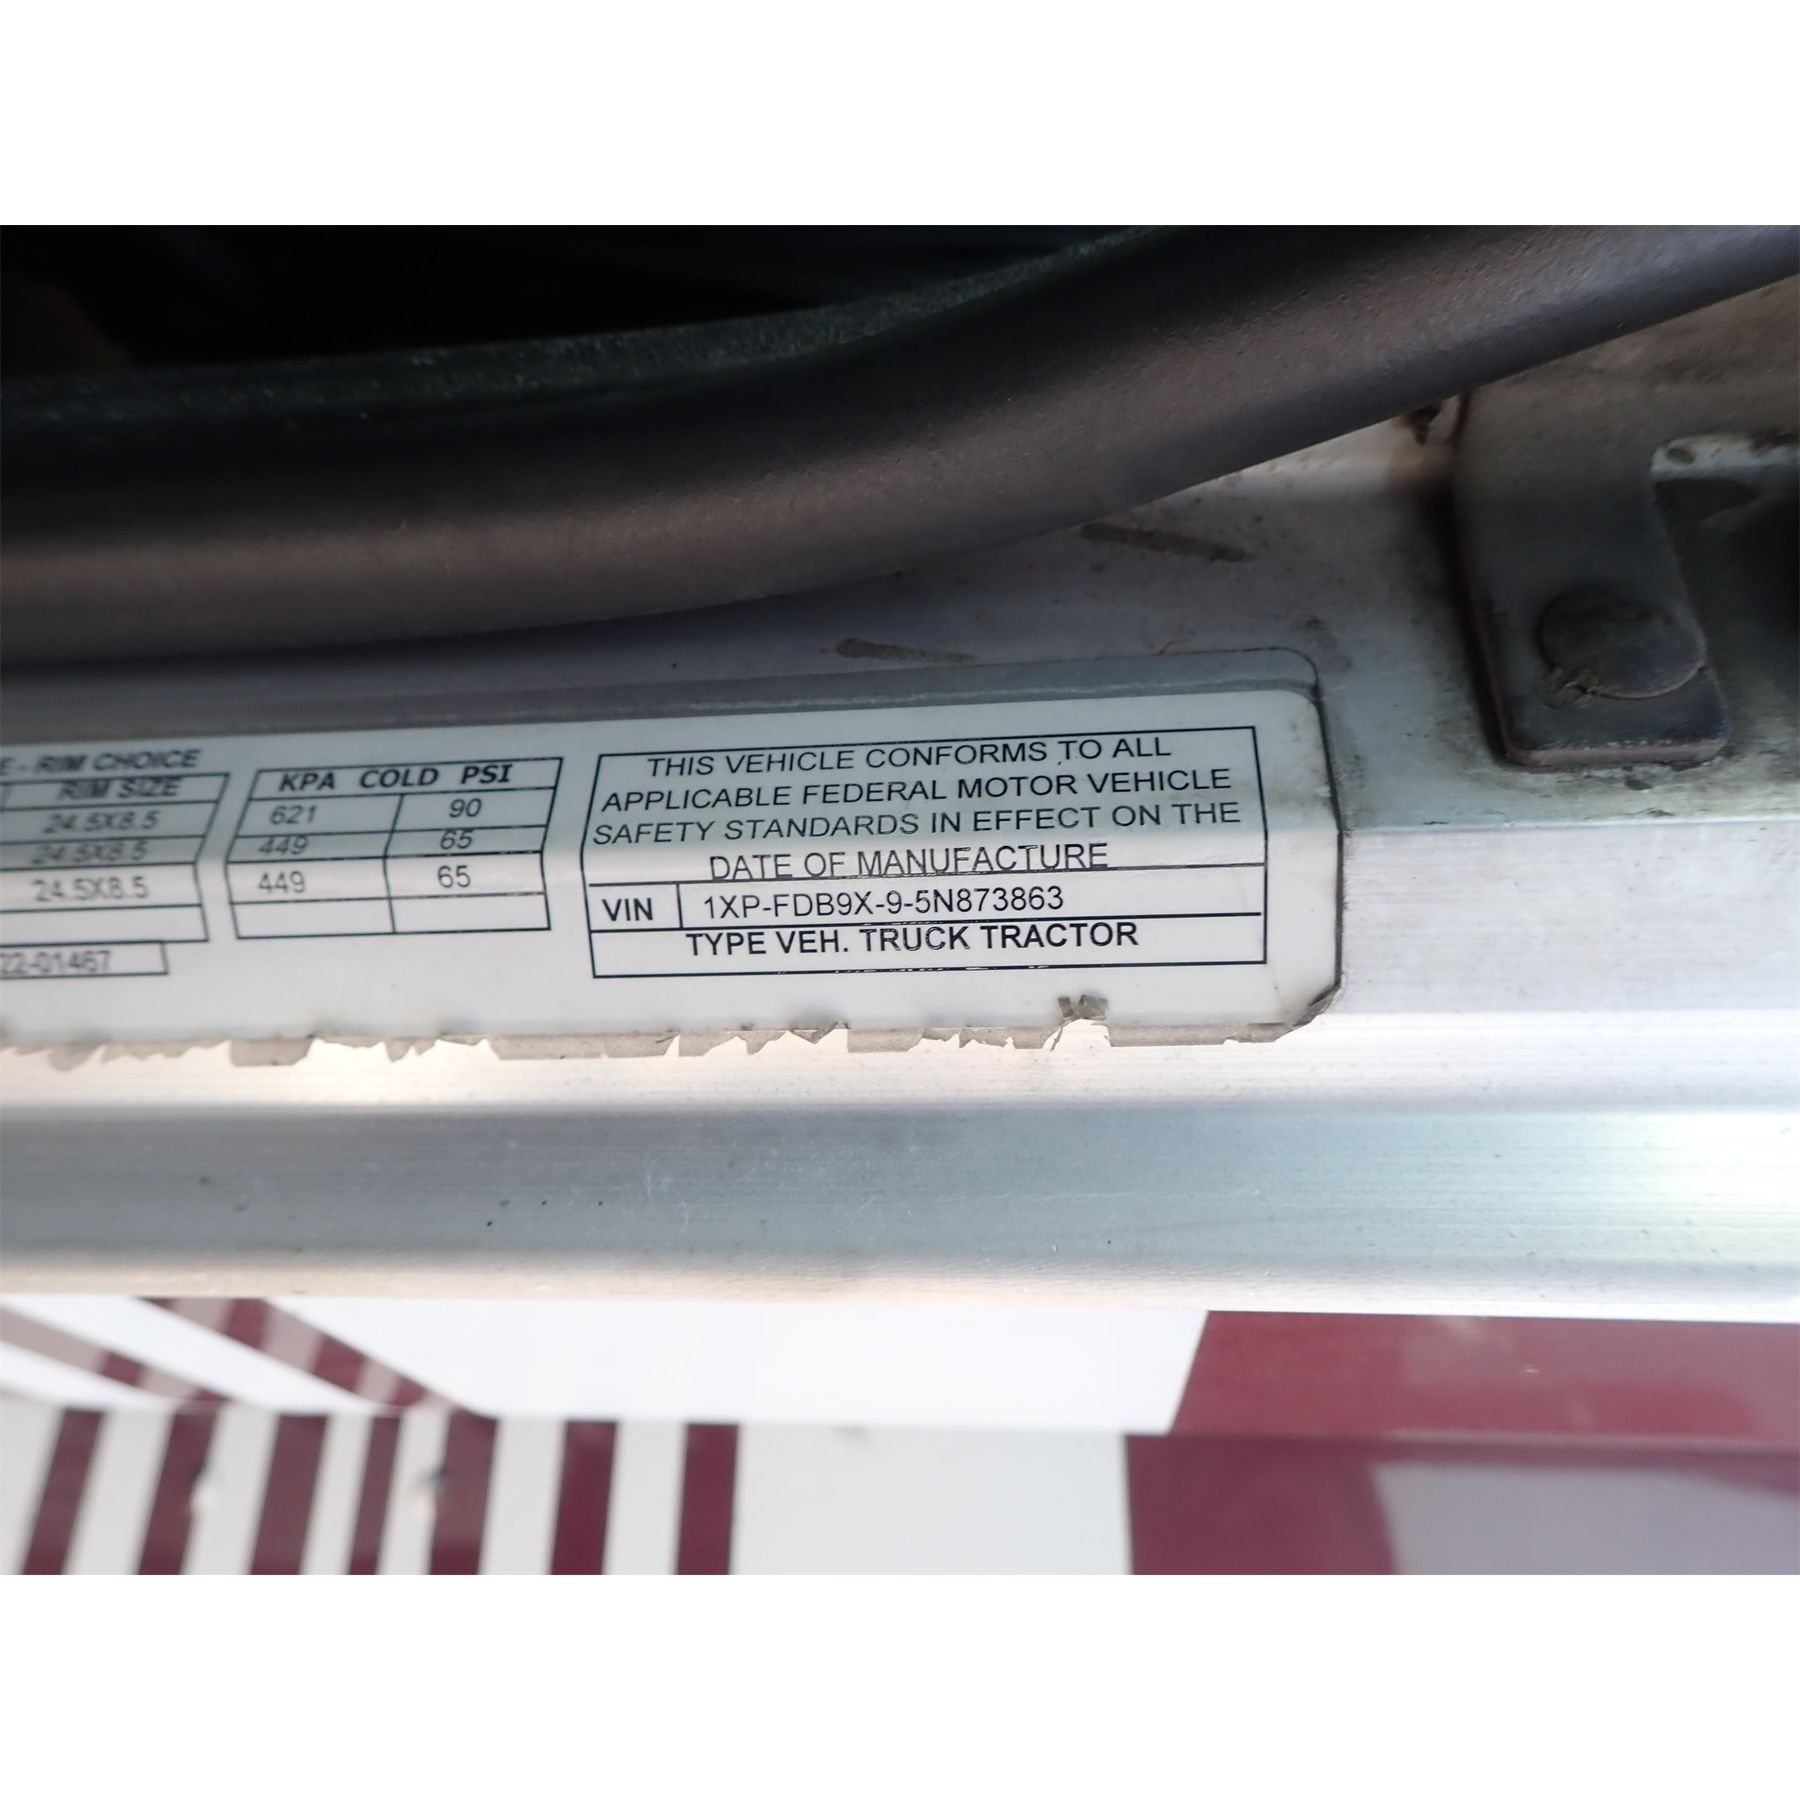 E - RIM CHOICE
RIM SIZE
24.5X8.5
24.5X8.5
24.5X8.5
22-01467
KPA COLD PSI
621 90
449 65
449 65
THIS VEHICLE CONFORMS TO ALL
APPLICABLE FEDERAL MOTOR VEHICLE
SAFETY STANDARDS IN EFFECT ON THE
DATE OF MANUFACTURE
VIN 1XP-FDB9X-9-5N873863
TYPE VEH. TRUCK TRACTOR